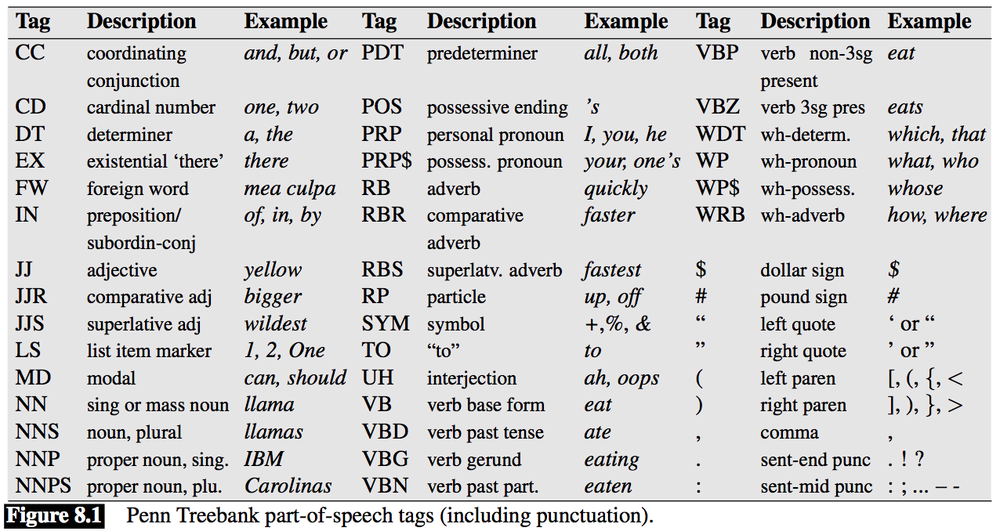 Tag Description Example Tag Description Example Tag Description Example
CC coordinating and, but, or PDT predeterminer all, both VBP verb non-3sg eat
conjunction present
CD cardinal number one, two POS possessive ending ’s VBZ verb 3sg pres eats
DT determiner a, the PRP personal pronoun I, you, he WDT wh-determ. which, that
EX existential ‘there’ there PRP$ possess. pronoun your, one’s WP wh-pronoun what, who
FW foreign word mea culpa RB adverb quickly WP$ wh-possess. whose
IN preposition/ of, in, by RBR comparative faster WRB wh-adverb how, where
subordin-conj adverb
JJ adjective yellow RBS superlatv. adverb fastest $ dollar sign $
JJR comparative adj bigger RP particle up, off # pound sign #
JJS superlative adj wildest SYM symbol +,%, & “ left quote ‘ or “
LS list item marker 1, 2, One TO “to” to ” right quote ’ or ”
MD modal can, should UH interjection ah, oops ( left paren [, (, {, <
NN sing or mass noun llama VB verb base form eat ) right paren ], ), }, >
NNS noun, plural llamas VBD verb past tense ate , comma ,
NNP proper noun, sing. IBM VBG verb gerund eating . sent-end punc . ! ?
NNPS proper noun, plu. Carolinas VBN verb past part. eaten : sent-mid punc : ; ... – -
Figure 8.1 Penn Treebank part-of-speech tags (including punctuation).